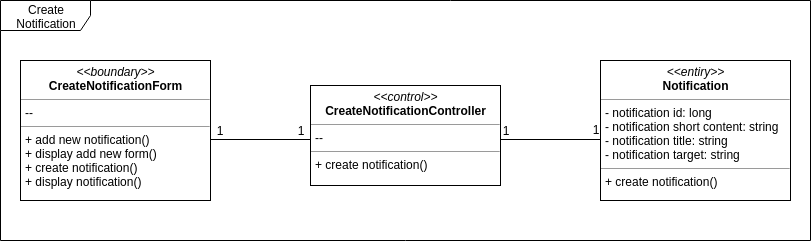 Create
Notification
<<boundary>>
CreateNotificationForm
--
+ add new notification()
+ display add new form()
+ create notification()
+ display notification()
1
1
<<control>>
CreateNotificationController
--
+ create notification()
1
1
<<entiry>>
Notification
- notification id: long
- notification short content: string
- notification title: string
- notification target: string
+ create notification()